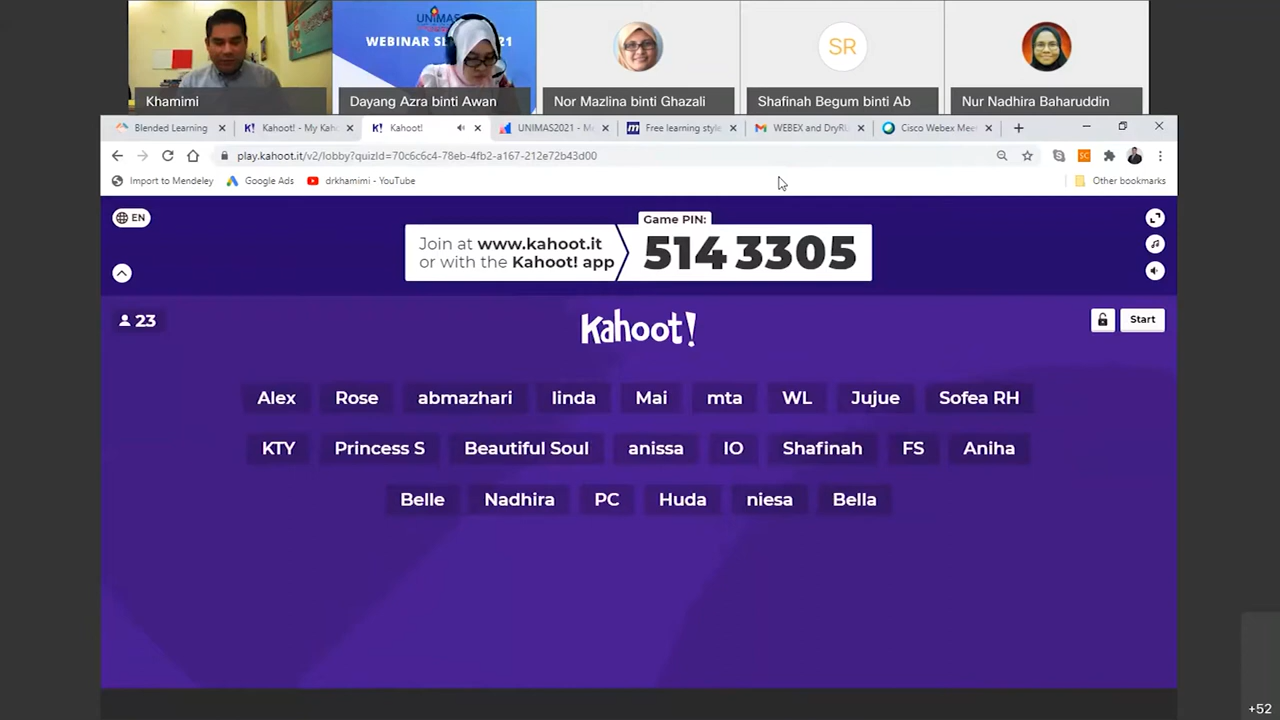 UNIMAS
WEBINAR
21
SR
Khamimi
Dayang Azra binti Awan
Nor Mazlina binti Ghazali
Shafinah Begum binti Ab
Nur Nadhira Baharuddin
Blended Learning
Kahoot! - My Kah
Kahoot!
UNIMAS2021 - M
Free learning style
WEBEX and DryRU
Cisco Webex Mee
play.kahoot.it/v2/lobby?quizId=70c6c6c4-78eb-4fb2-a167-212e72b43d00
SC
Import to Mendeley
Google Ads
drkhamimi - YouTube
Other bookmarks
EN
Join at www.kahoot.it
or with the Kahoot! app
Game PIN:
514 3305
23
Kahoot!
Start
Alex Rose abmazhari linda Mai mta WL Jujue Sofea RH
KTY Princess S Beautiful Soul anissa IO Shafinah FS Aniha
Belle Nadhira PC Huda niesa Bella
+52